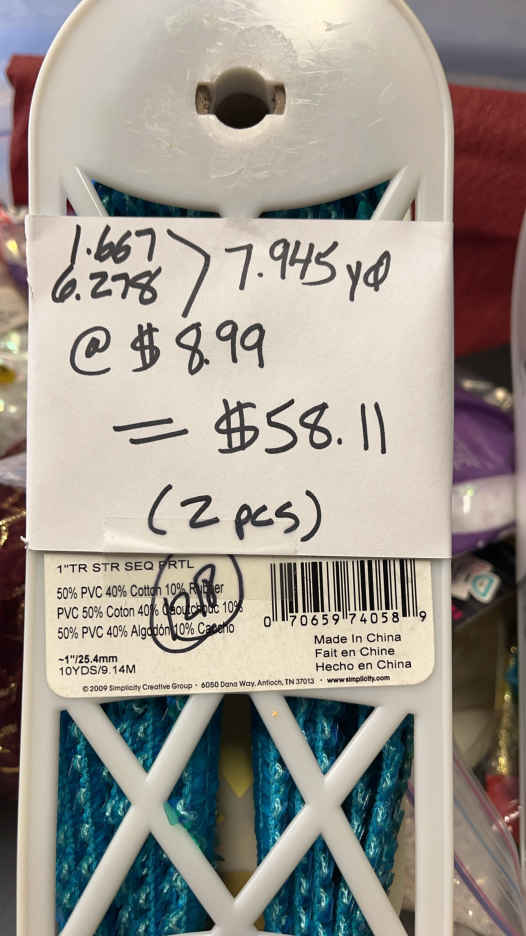 1.667
6.278 > 7.945 yd
@ $8.99
= $58.11
(2 pcs)
1"TR STR SEQ PRTL
50% PVC 40% Cotton 10% Rubber
PVC 50% Coton 40% Caoutchouc 10%
50% PVC 40% Algodón 10% Caucho
~1"/25.4mm
10YDS/9.14M
0 70659 74058 9
Made In China
Fait en Chine
Hecho en China
© 2009 Simplicity Creative Group · 6050 Dana Way, Antioch, TN 37013 · www.simplicity.com